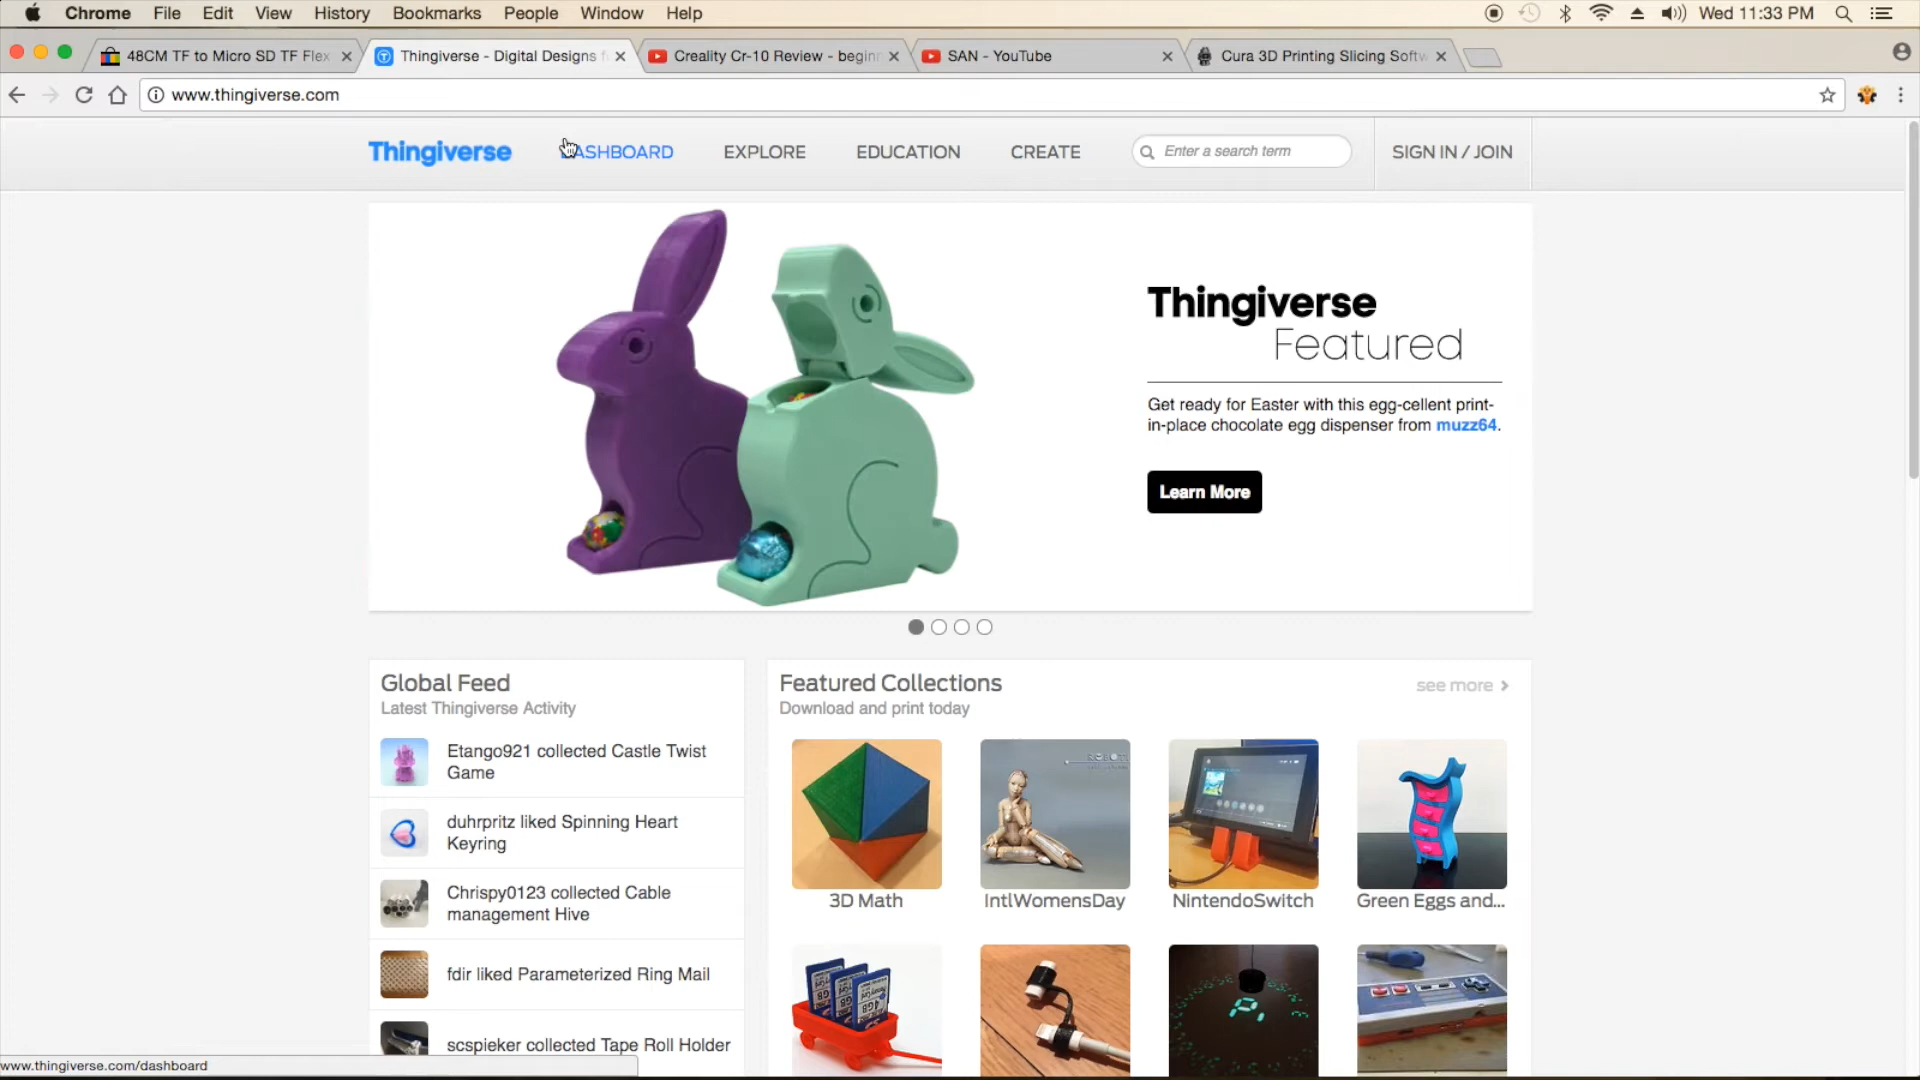 Chrome File Edit View History Bookmarks People Window Help Wed 11:33 PM
48CM TF to Micro SD TF Flex Thingiverse - Digital Designs f Creality Cr-10 Review - beginn SAN - YouTube Cura 3D Printing Slicing Softw
www.thingiverse.com
Thingiverse DASHBOARD EXPLORE EDUCATION CREATE Enter a search term SIGN IN / JOIN
Thingiverse
Featured
Get ready for Easter with this egg-cellent print-
in-place chocolate egg dispenser from muzz64.
Learn More
Global Feed
Latest Thingiverse Activity
Etango921 collected Castle Twist
Game
duhrpritz liked Spinning Heart
Keyring
Chrispy0123 collected Cable
management Hive
fdir liked Parameterized Ring Mail
scspieker collected Tape Roll Holder
Featured Collections
see more >
Download and print today
3D Math
IntlWomensDay
NintendoSwitch
Green Eggs and...
4GB
www.thingiverse.com/dashboard